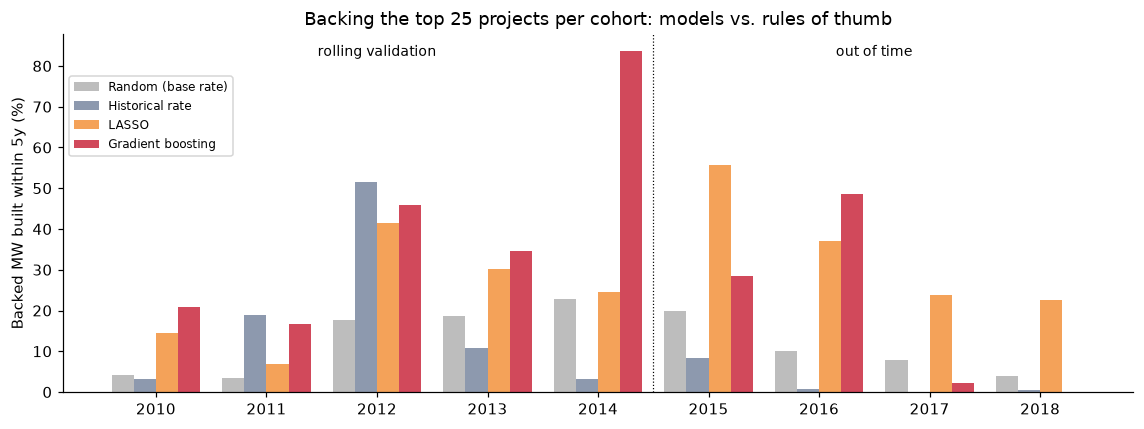 Backing the top 25 projects per cohort: models vs. rules of thumb
rolling validation
out of time
Random (base rate)
Historical rate
LASSO
Gradient boosting
Backed MW built within 5y (%)
80
70
60
50
40
30
20
10
0
2010 2011 2012 2013 2014 2015 2016 2017 2018